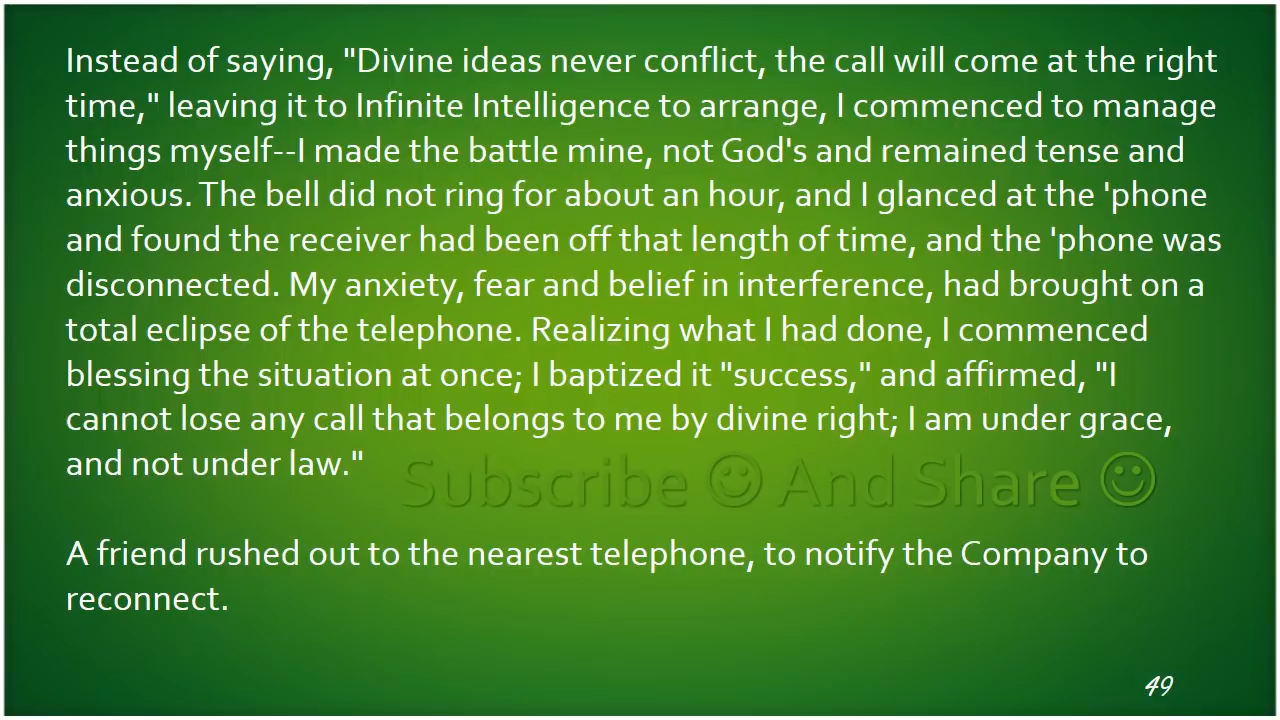 Instead of saying, "Divine ideas never conflict, the call will come at the right
time," leaving it to Infinite Intelligence to arrange, I commenced to manage
things myself--I made the battle mine, not God's and remained tense and
anxious. The bell did not ring for about an hour, and I glanced at the 'phone
and found the receiver had been off that length of time, and the 'phone was
disconnected. My anxiety, fear and belief in interference, had brought on a
total eclipse of the telephone. Realizing what I had done, I commenced
blessing the situation at once; I baptized it "success," and affirmed, "I
cannot lose any call that belongs to me by divine right; I am under grace,
and not under law."
Subscribe ☺ And Share ☺
A friend rushed out to the nearest telephone, to notify the Company to
reconnect.
49